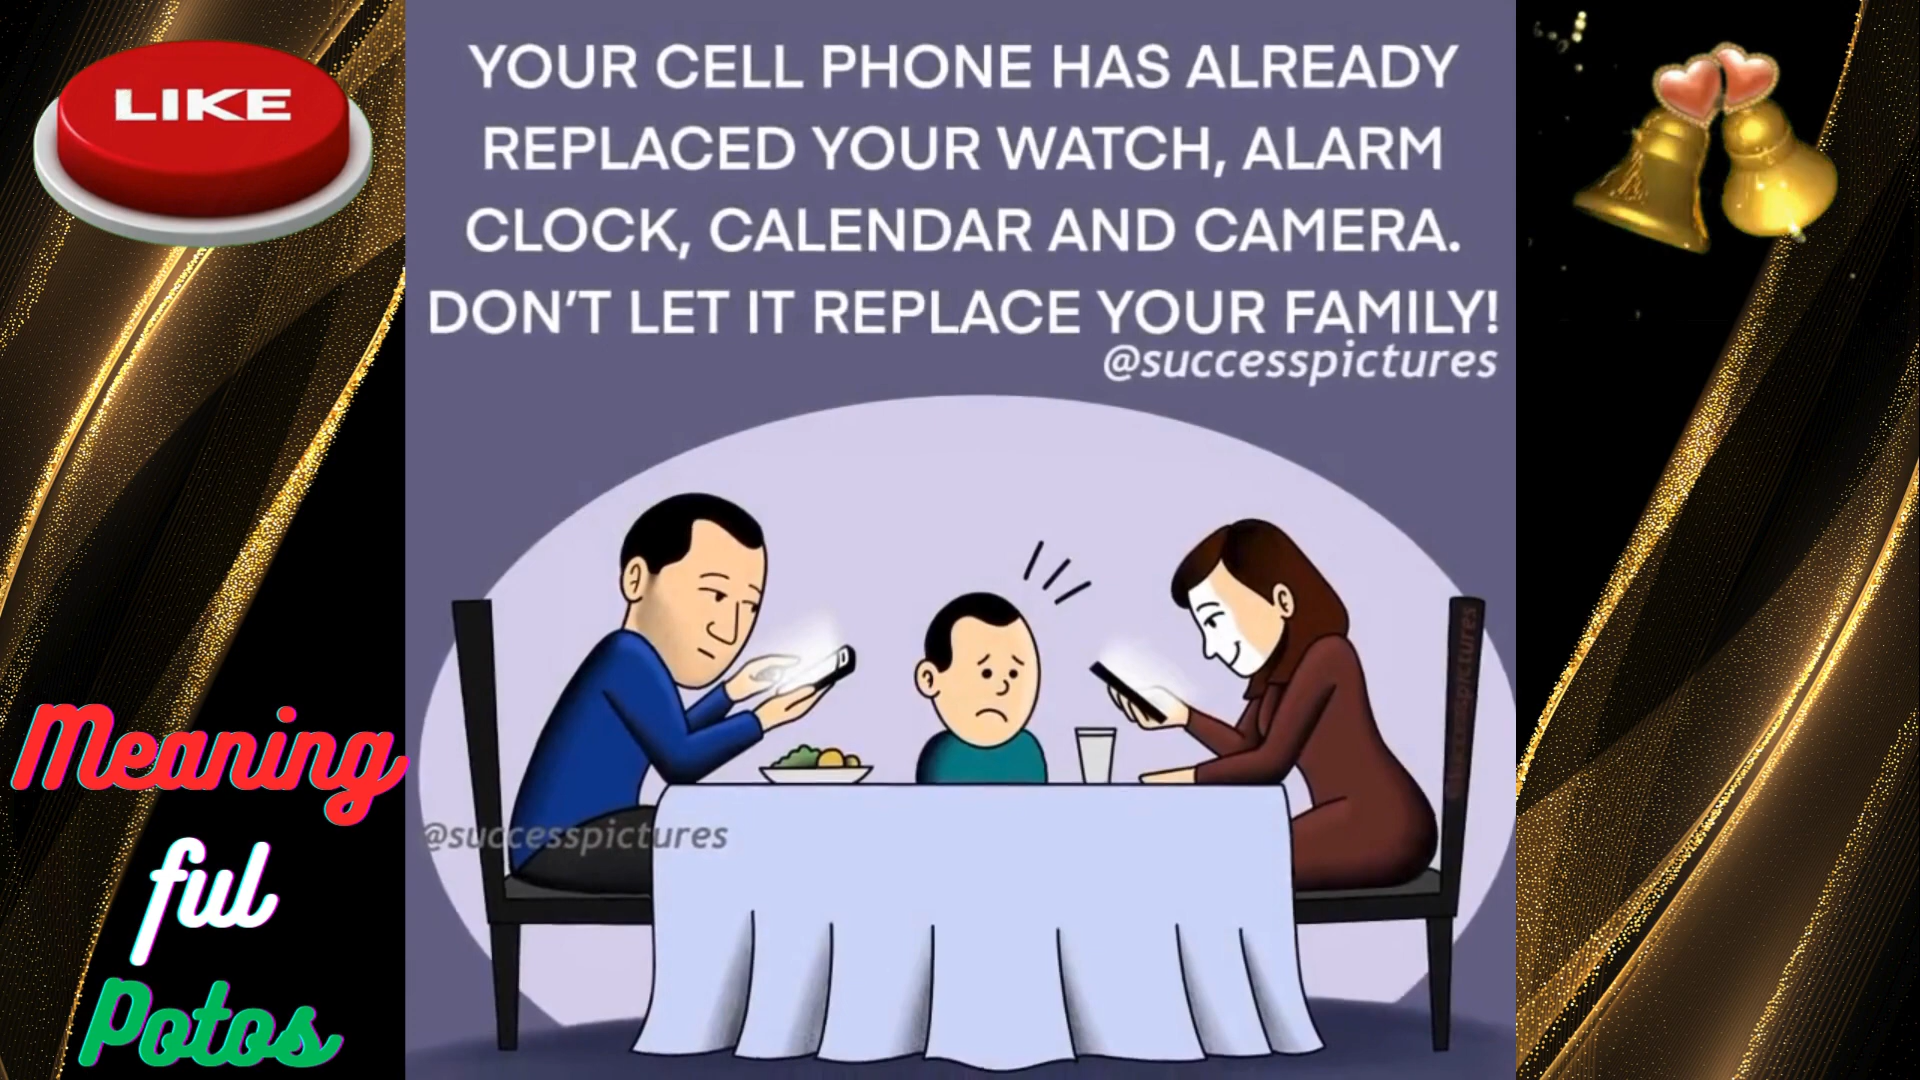 LIKE
YOUR CELL PHONE HAS ALREADY
REPLACED YOUR WATCH, ALARM
CLOCK, CALENDAR AND CAMERA.
DON'T LET IT REPLACE YOUR FAMILY!
@successpictures
@successpictures
@successpictures
Meaning
ful
Potos